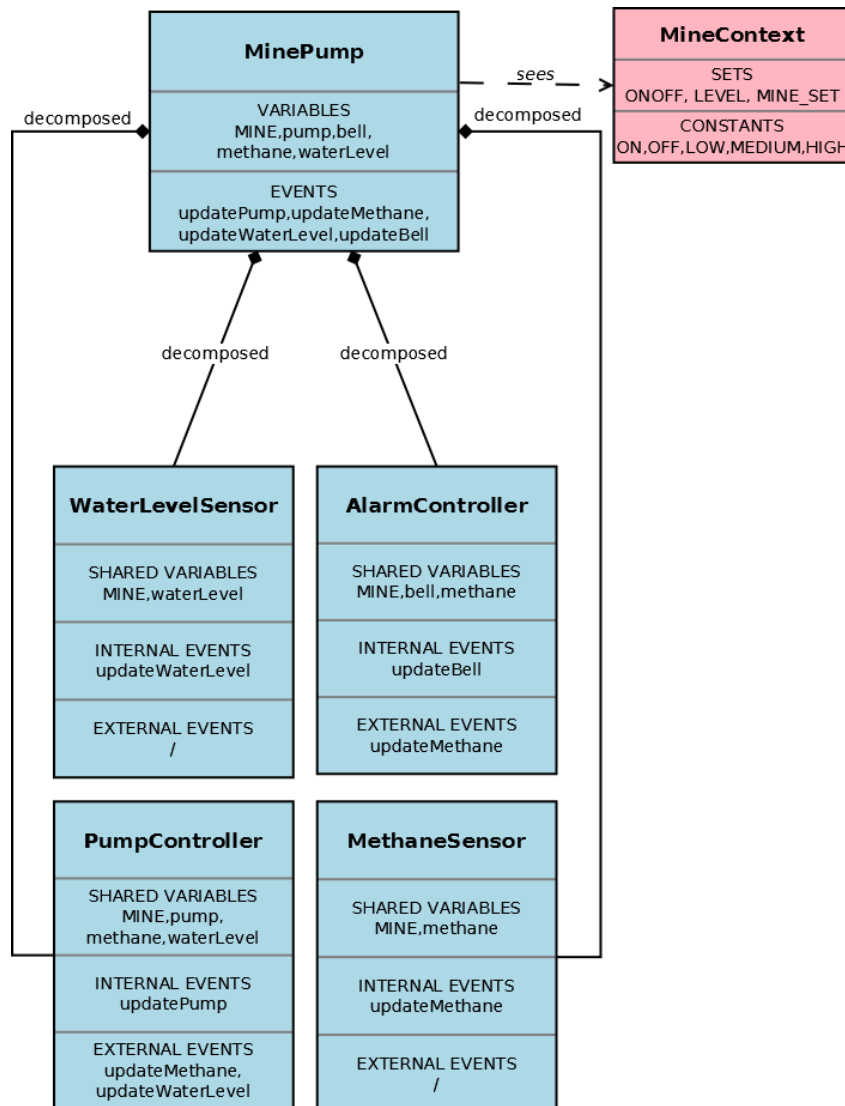 MinePump
VARIABLES
MINE,pump,bell,
methane,waterLevel
EVENTS
updatePump,updateMethane,
updateWaterLevel,updateBell
sees
MineContext
SETS
ONOFF, LEVEL, MINE_SET
CONSTANTS
ON,OFF,LOW,MEDIUM,HIGH
decomposed
decomposed
decomposed
decomposed
WaterLevelSensor
SHARED VARIABLES
MINE,waterLevel
INTERNAL EVENTS
updateWaterLevel
EXTERNAL EVENTS
/
AlarmController
SHARED VARIABLES
MINE,bell,methane
INTERNAL EVENTS
updateBell
EXTERNAL EVENTS
updateMethane
PumpController
SHARED VARIABLES
MINE,pump,
methane,waterLevel
INTERNAL EVENTS
updatePump
EXTERNAL EVENTS
updateMethane,
updateWaterLevel
MethaneSensor
SHARED VARIABLES
MINE,methane
INTERNAL EVENTS
updateMethane
EXTERNAL EVENTS
/